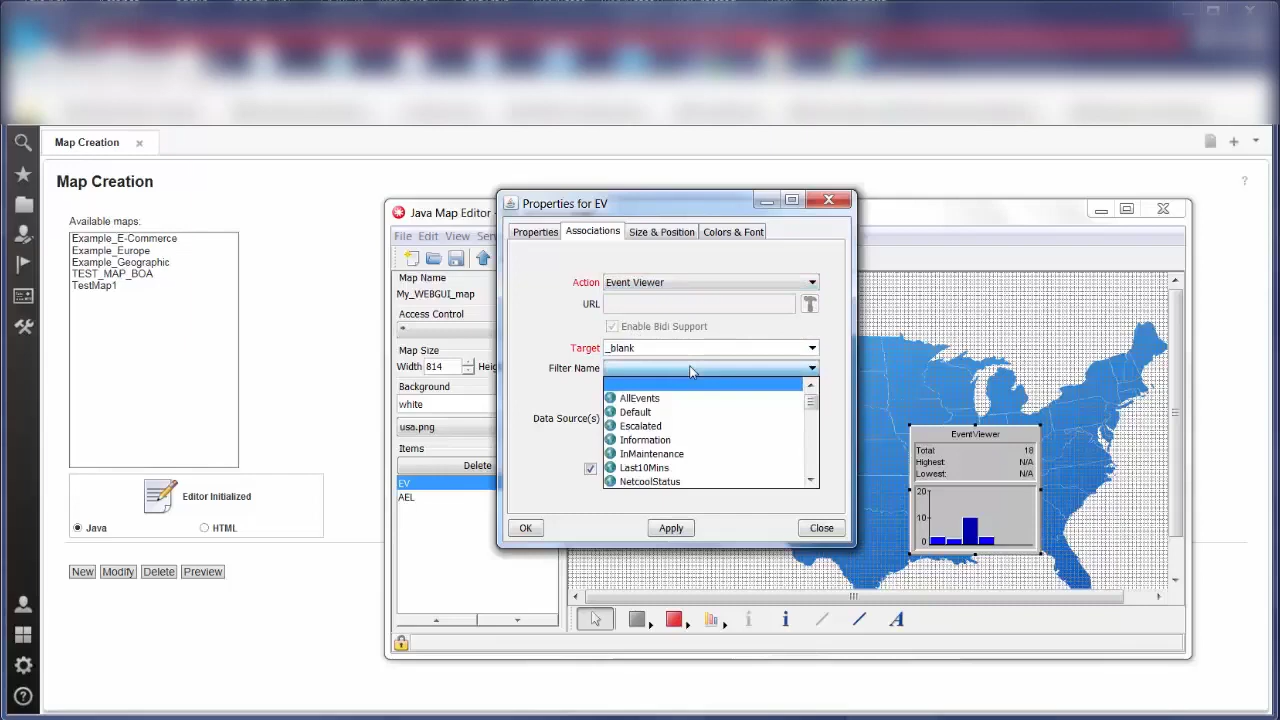 Map Creation
Map Creation
?
Available maps:
Example_E-Commerce
Example_Europe
Example_Geographic
TEST_MAP_BOA
TestMap1
Editor Initialized
Java
HTML
New
Modify
Delete
Preview
Java Map Editor -
File Edit View
Map Name
My_WEBGUI_map
Access Control
Map Size
Width 814
Background
white
usa.png
Items
Delete
EV
AEL
Properties for EV
Properties
Associations
Size & Position
Colors & Font
Action Event Viewer
URL
Enable Bidi Support
Target _blank
Filter Name
AllEvents
Default
Escalated
Information
InMaintenance
Last10Mins
NetcoolStatus
Data Source(s)
OK
Apply
Close
EventViewer
Total 18
Highest: N/A
Lowest: N/A
20
10
0